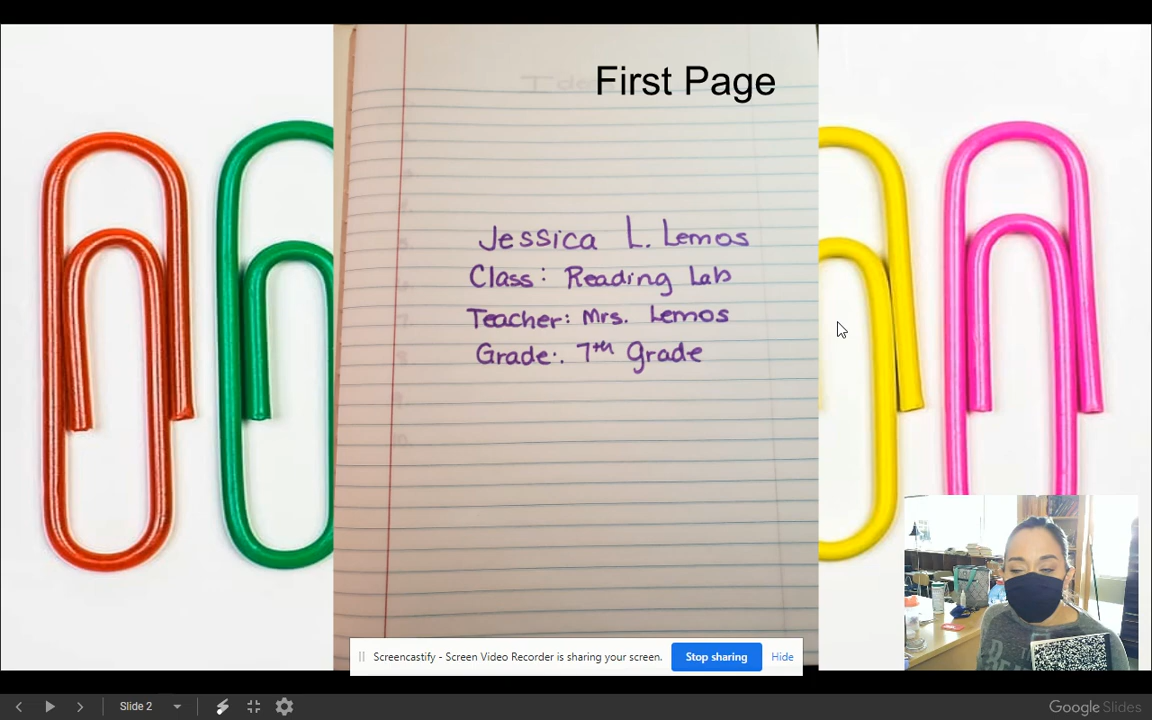 First Page
Jessica L. Lemos
Class: Reading Lab
Teacher: Mrs. Lemos
Grade:. 7th grade
Screencastify - Screen Video Recorder is sharing your screen.
Stop sharing
Hide
Slide 2
Google Slides